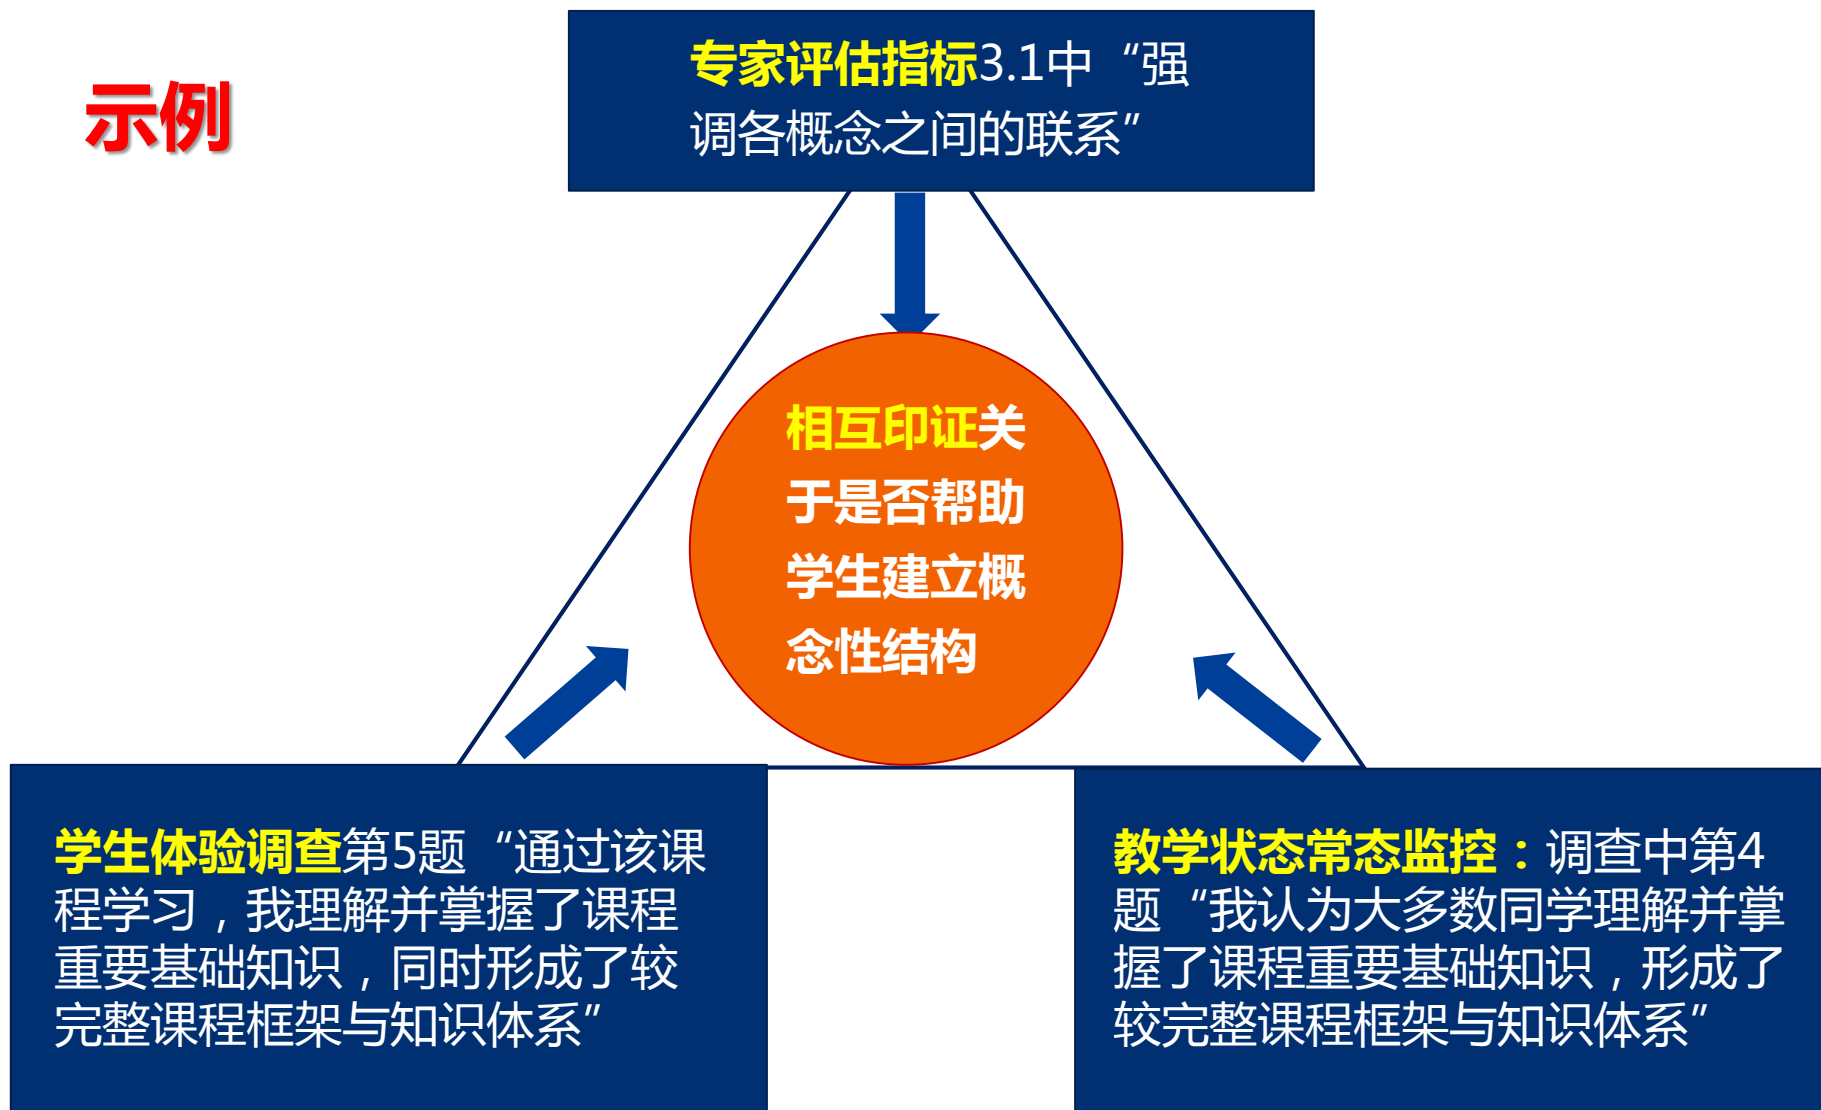 示例
专家评估指标3.1中“强
调各概念之间的联系”
相互印证关
于是否帮助
学生建立概
念性结构
学生体验调查第5题“通过该课
程学习，我理解并掌握了课程
重要基础知识，同时形成了较
完整课程框架与知识体系”
教学状态常态监控：调查中第4
题“我认为大多数同学理解并掌
握了课程重要基础知识，形成了
较完整课程框架与知识体系”